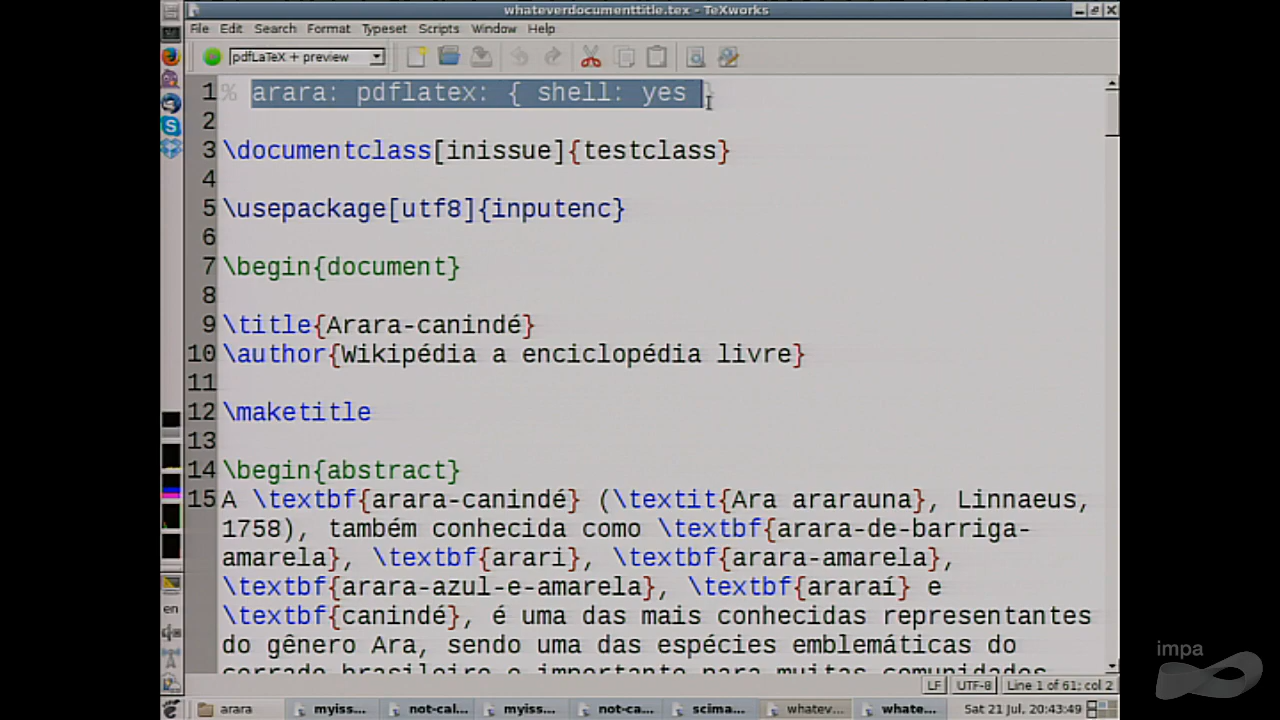 whateverdocumenttitle.tex - TeXworks
File Edit Search Format Typeset Scripts Window Help
pdfLaTeX + preview
1 % arara: pdflatex: { shell: yes }
2
3 \documentclass[inissue]{testclass}
4
5 \usepackage[utf8]{inputenc}
6
7 \begin{document}
8
9 \title{Arara-canindé}
10 \author{Wikipédia a enciclopédia livre}
11
12 \maketitle
13
14 \begin{abstract}
15 A \textbf{arara-canindé} (\textit{Ara ararauna}, Linnaeus,
1758), também conhecida como \textbf{arara-de-barriga-
amarela}, \textbf{arari}, \textbf{arara-amarela},
\textbf{arara-azul-e-amarela}, \textbf{araraí} e
\textbf{canindé}, é uma das mais conhecidas representantes
do gênero Ara, sendo uma das espécies emblemáticas do
cerrado brasileiro e importante para muitas comunidades
en
LF UTF-8 Line 1 of 61; col 2
arara myiss... not-cal... myiss... not-ca... scima... whatev... whate... Sat 21 Jul, 20:43:49
impa